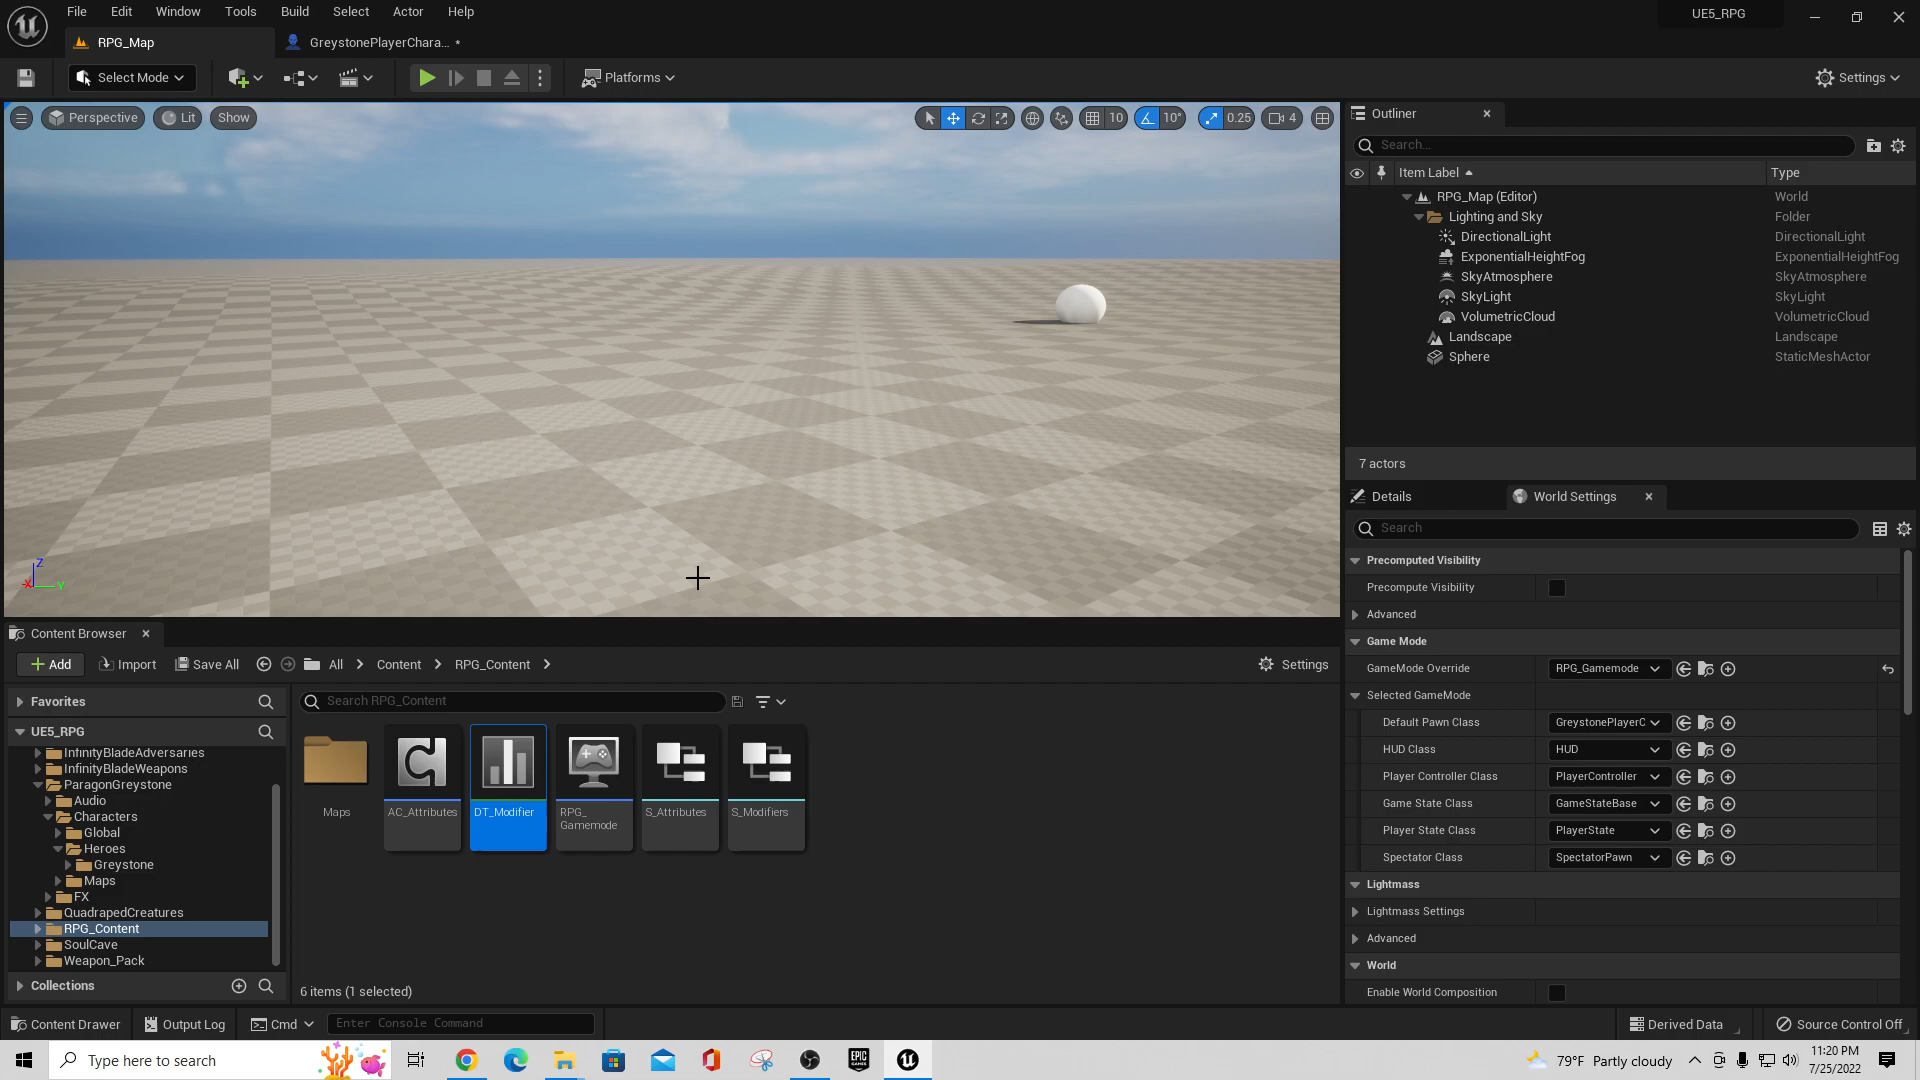 File Edit Window Tools Build Select Actor Help
UE5_RPG
RPG_Map
GreystonePlayerChara... *
Select Mode
Platforms
Settings
Perspective
Lit
Show
10
10°
0.25
4
Z
X
Y
Outliner
Search...
Item Label
Type
RPG_Map (Editor) World
Lighting and Sky Folder
DirectionalLight DirectionalLight
ExponentialHeightFog ExponentialHeightFog
SkyAtmosphere SkyAtmosphere
SkyLight SkyLight
VolumetricCloud VolumetricCloud
Landscape Landscape
Sphere StaticMeshActor
7 actors
Details
World Settings
Search
Precomputed Visibility
Precompute Visibility
Advanced
Game Mode
GameMode Override RPG_Gamemode
Selected GameMode
Default Pawn Class GreystonePlayerC
HUD Class HUD
Player Controller Class PlayerController
Game State Class GameStateBase
Player State Class PlayerState
Spectator Class SpectatorPawn
Lightmass
Lightmass Settings
Advanced
World
Enable World Composition
Content Browser
Add
Import
Save All
All
Content
RPG_Content
Settings
Favorites
UE5_RPG
InfinityBladeAdversaries
InfinityBladeWeapons
ParagonGreystone
Audio
Characters
Global
Heroes
Greystone
Maps
FX
QuadrapedCreatures
RPG_Content
SoulCave
Weapon_Pack
Collections
Search RPG_Content
Maps
AC_Attributes
DT_Modifier
RPG_
Gamemode
S_Attributes
S_Modifiers
6 items (1 selected)
Content Drawer
Output Log
Cmd
Enter Console Command
Derived Data
Source Control Off
Type here to search
EPIC
GAMES
79°F Partly cloudy
11:20 PM
7/25/2022